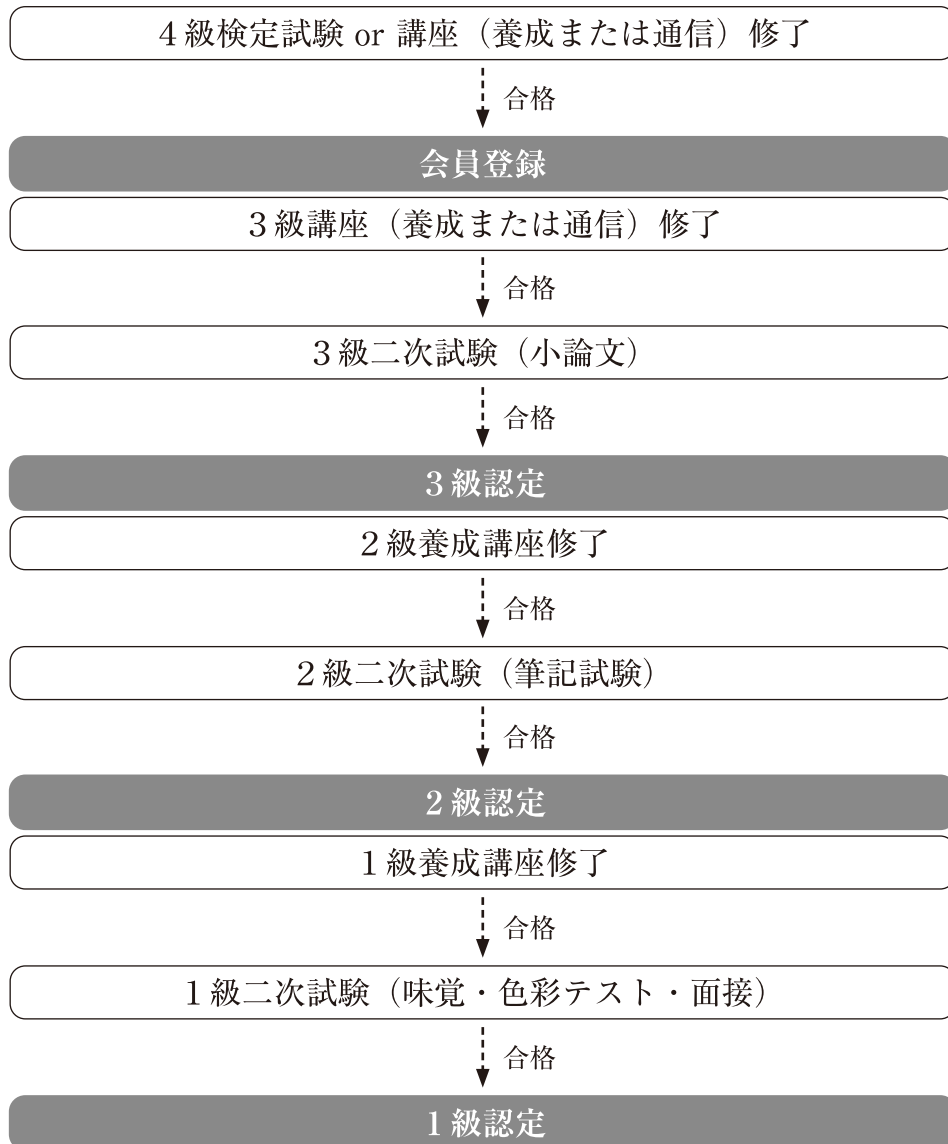 ４級検定試験 or 講座（養成または通信）修了
合格
会員登録
３級講座（養成または通信）修了
合格
３級二次試験（小論文）
合格
３級認定
２級養成講座修了
合格
２級二次試験（筆記試験）
合格
２級認定
１級養成講座修了
合格
１級二次試験（味覚・色彩テスト・面接）
合格
１級認定